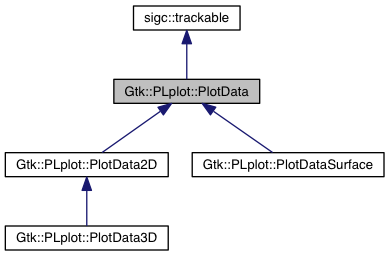 sigc::trackable
Gtk::PLplot::PlotData
Gtk::PLplot::PlotData2D
Gtk::PLplot::PlotDataSurface
Gtk::PLplot::PlotData3D